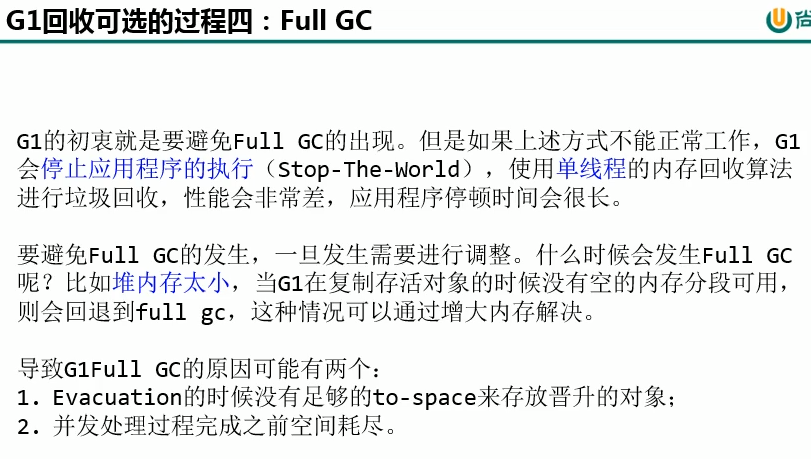 G1回收可选的过程四：Full GC
尚
G1的初衷就是要避免Full GC的出现。但是如果上述方式不能正常工作，G1
会停止应用程序的执行（Stop-The-World），使用单线程的内存回收算法
进行垃圾回收，性能会非常差，应用程序停顿时间会很长。
要避免Full GC的发生，一旦发生需要进行调整。什么时候会发生Full GC
呢？比如堆内存太小，当G1在复制存活对象的时候没有空的内存分段可用，
则会回退到full gc，这种情况可以通过增大内存解决。
导致G1Full GC的原因可能有两个：
1. Evacuation的时候没有足够的to-space来存放晋升的对象；
2. 并发处理过程完成之前空间耗尽。